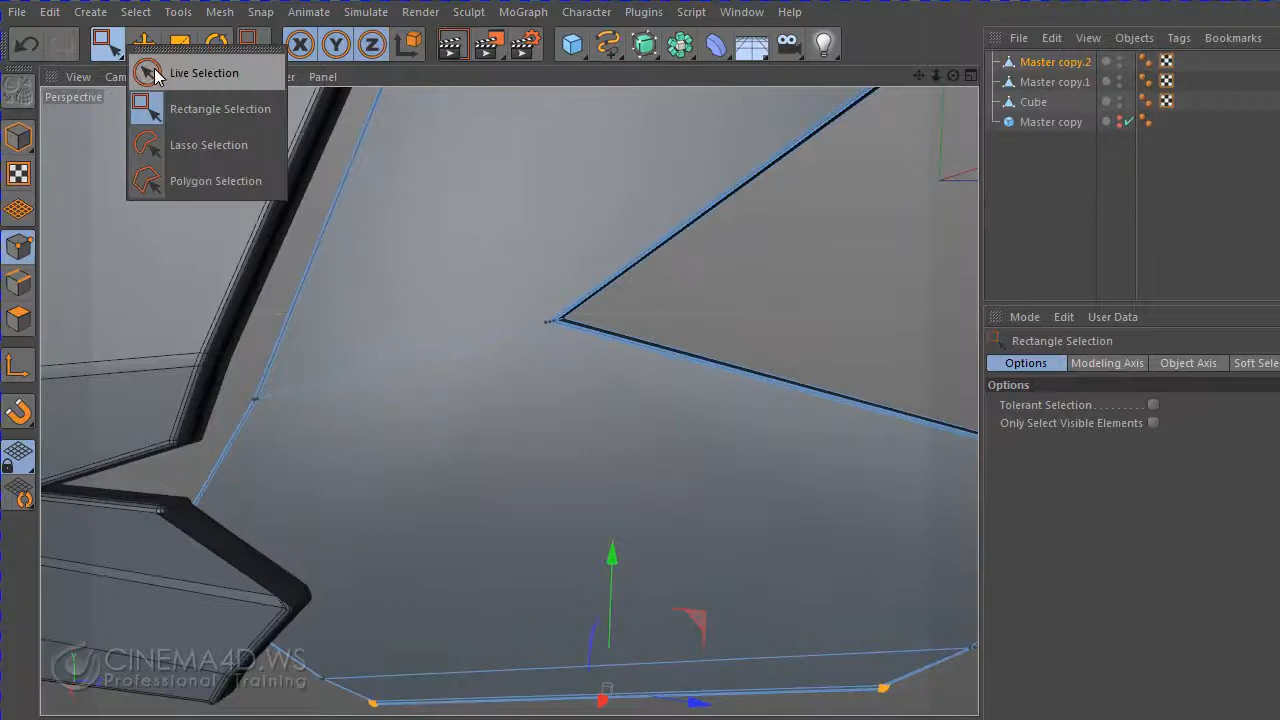 File Edit Create Select Tools Mesh Snap Animate Simulate Render Sculpt MoGraph Character Plugins Script Window Help
File Edit View Objects Tags Bookmarks
View Cam er Panel
Perspective
Live Selection
Rectangle Selection
Lasso Selection
Polygon Selection
X Y Z
Master copy.2
Master copy.1
Cube
Master copy
Mode Edit User Data
Rectangle Selection
Options Modeling Axis Object Axis Soft Sele
Options
Tolerant Selection
Only Select Visible Elements
Y
CINEMA4D.WS
Professional Training